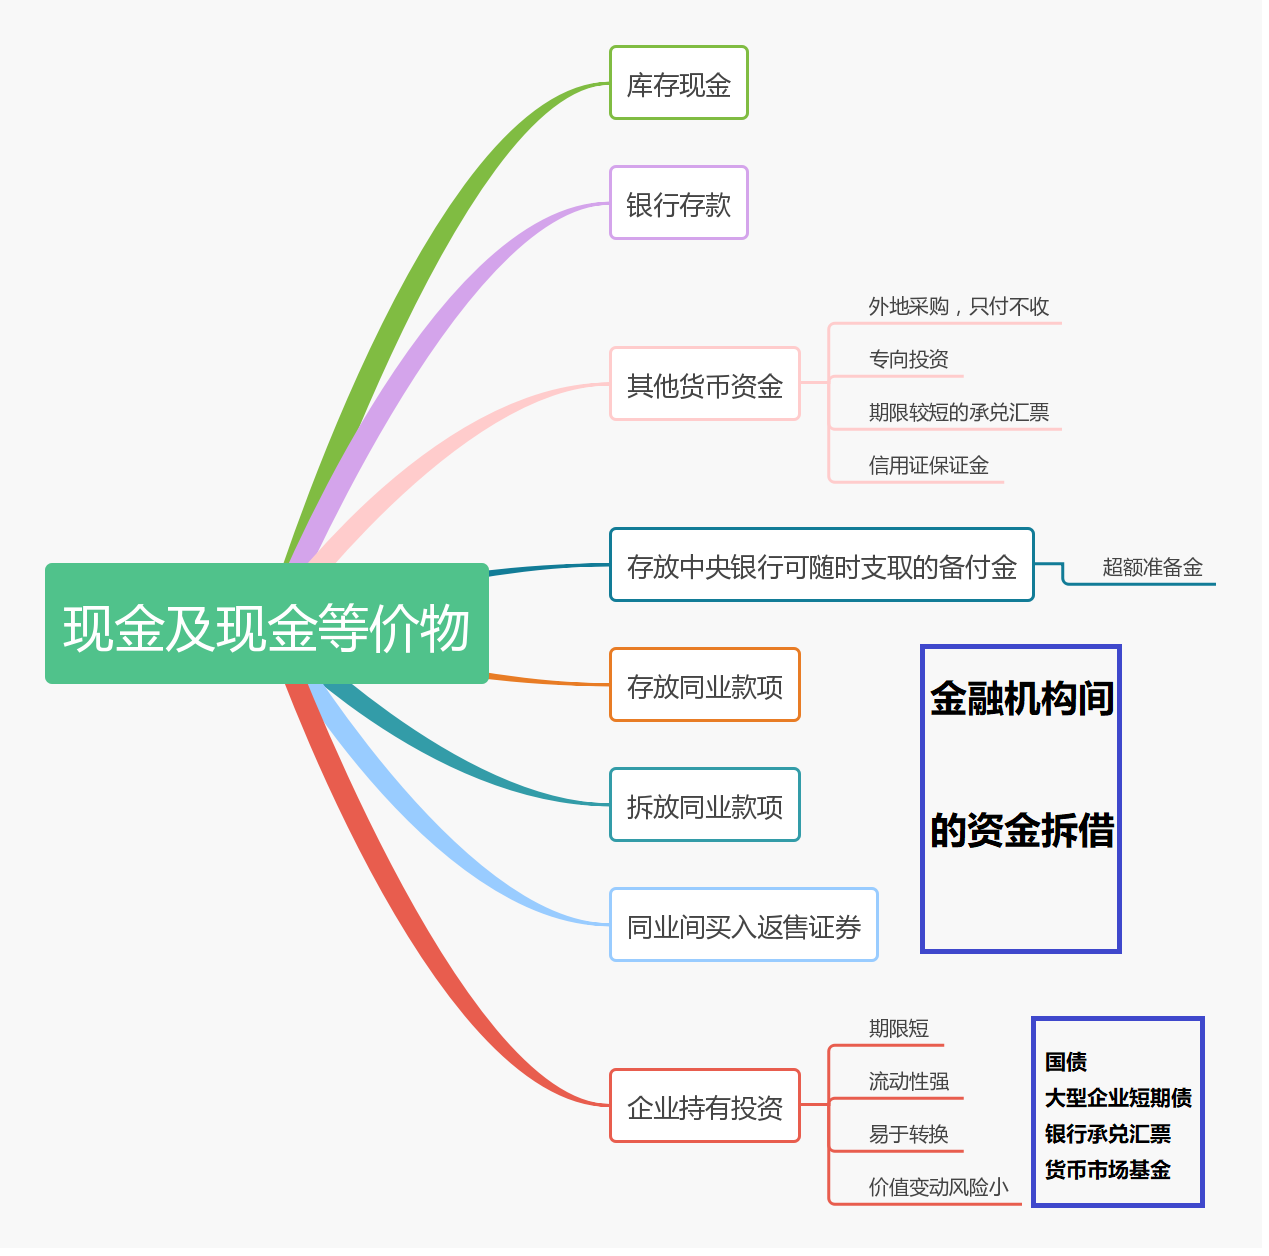 现金及现金等价物
库存现金
银行存款
其他货币资金
外地采购，只付不收
专向投资
期限较短的承兑汇票
信用证保证金
存放中央银行可随时支取的备付金
超额准备金
存放同业款项
拆放同业款项
同业间买入返售证券
金融机构间
的资金拆借
企业持有投资
期限短
流动性强
易于转换
价值变动风险小
国债
大型企业短期债
银行承兑汇票
货币市场基金